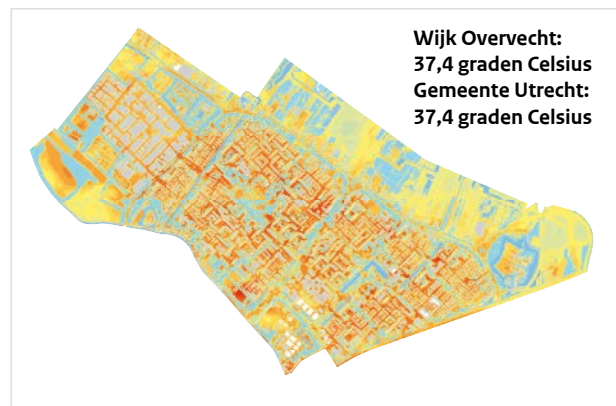 Wijk Overvecht:
37,4 graden Celsius
Gemeente Utrecht:
37,4 graden Celsius